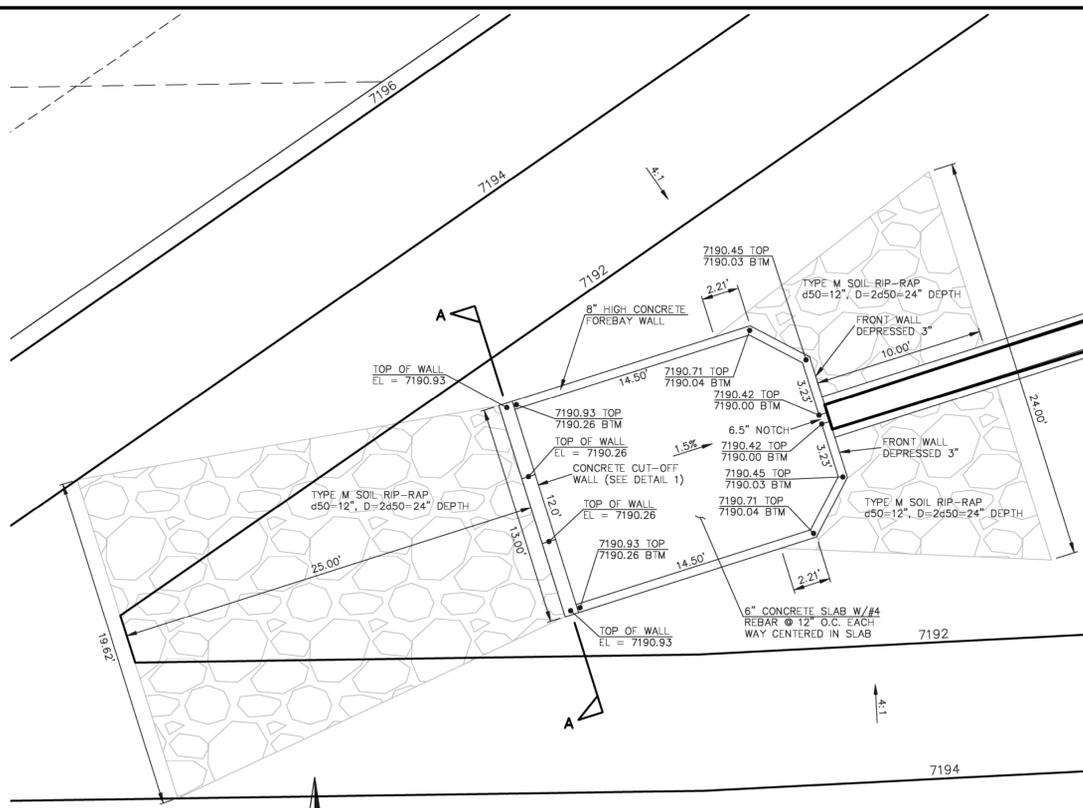 7196
7194
4:1
7192
7190.45 TOP
7190.03 BTM
2.21'
TYPE M SOIL RIP-RAP
d50=12", D=2d50=24" DEPTH
A
8" HIGH CONCRETE
FOREBAY WALL
FRONT WALL
DEPRESSED 3"
10.00'
TOP OF WALL
EL = 7190.93
14.50'
7190.71 TOP
7190.04 BTM
3.23'
7190.42 TOP
7190.00 BTM
24.00'
7190.93 TOP
7190.26 BTM
6.5" NOTCH
TOP OF WALL
EL = 7190.26
1.5%
7190.42 TOP
7190.00 BTM
3.23'
FRONT WALL
DEPRESSED 3"
CONCRETE CUT-OFF
WALL (SEE DETAIL 1)
7190.45 TOP
7190.03 BTM
TYPE M SOIL RIP-RAP
d50=12", D=2d50=24" DEPTH
12.0'
13.00'
TOP OF WALL
EL = 7190.26
7190.71 TOP
7190.04 BTM
TYPE M SOIL RIP-RAP
d50=12", D=2d50=24" DEPTH
7190.93 TOP
7190.26 BTM
25.00'
14.50'
2.21'
6" CONCRETE SLAB W/#4
REBAR @ 12" O.C. EACH
WAY CENTERED IN SLAB
TOP OF WALL
EL = 7190.93
19.62'
7192
A
4:1
7194